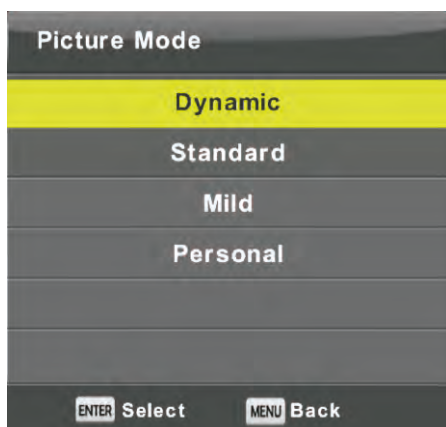 Picture Mode
Dynamic
Standard
Mild
Personal
ENTER Select MENU Back